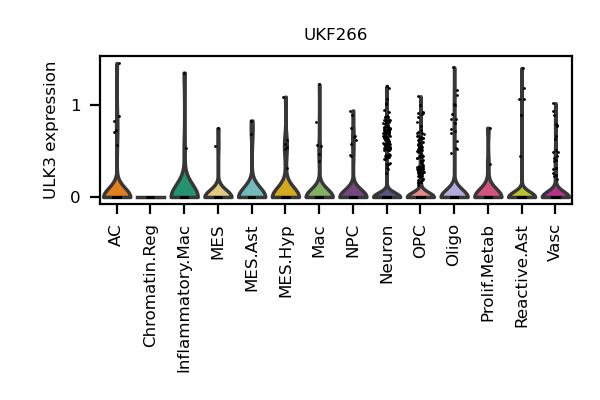 UKF266
ULK3 expression
1
0
AC
Chromatin.Reg
Inflammatory.Mac
MES
MES.Ast
MES.Hyp
Mac
NPC
Neuron
OPC
Oligo
Prolif.Metab
Reactive.Ast
Vasc